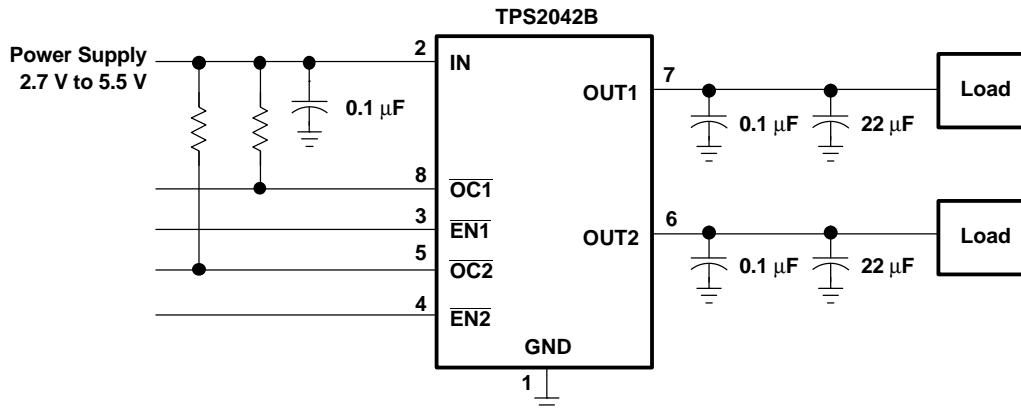 TPS2042B
Power Supply
2.7 V to 5.5 V
2
IN
0.1 μF
7
OUT1
0.1 μF
22 μF
Load
8
OC1
3
EN1
5
OC2
4
EN2
6
OUT2
0.1 μF
22 μF
Load
GND
1